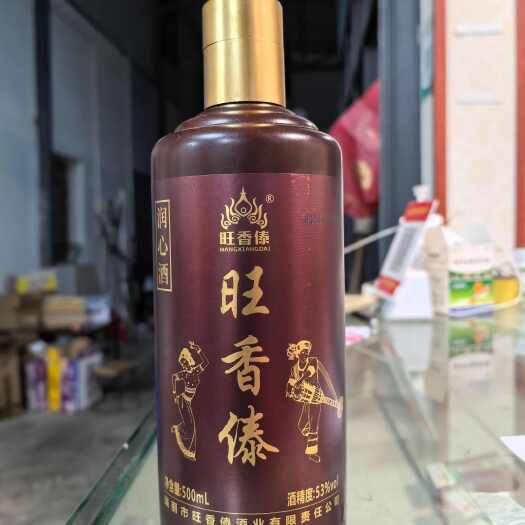 旺香傣®
WANGXIANGDAI
润心酒
旺香傣
净含量:500mL
酒精度:53%vol
市旺香傣酒业有限责任公司